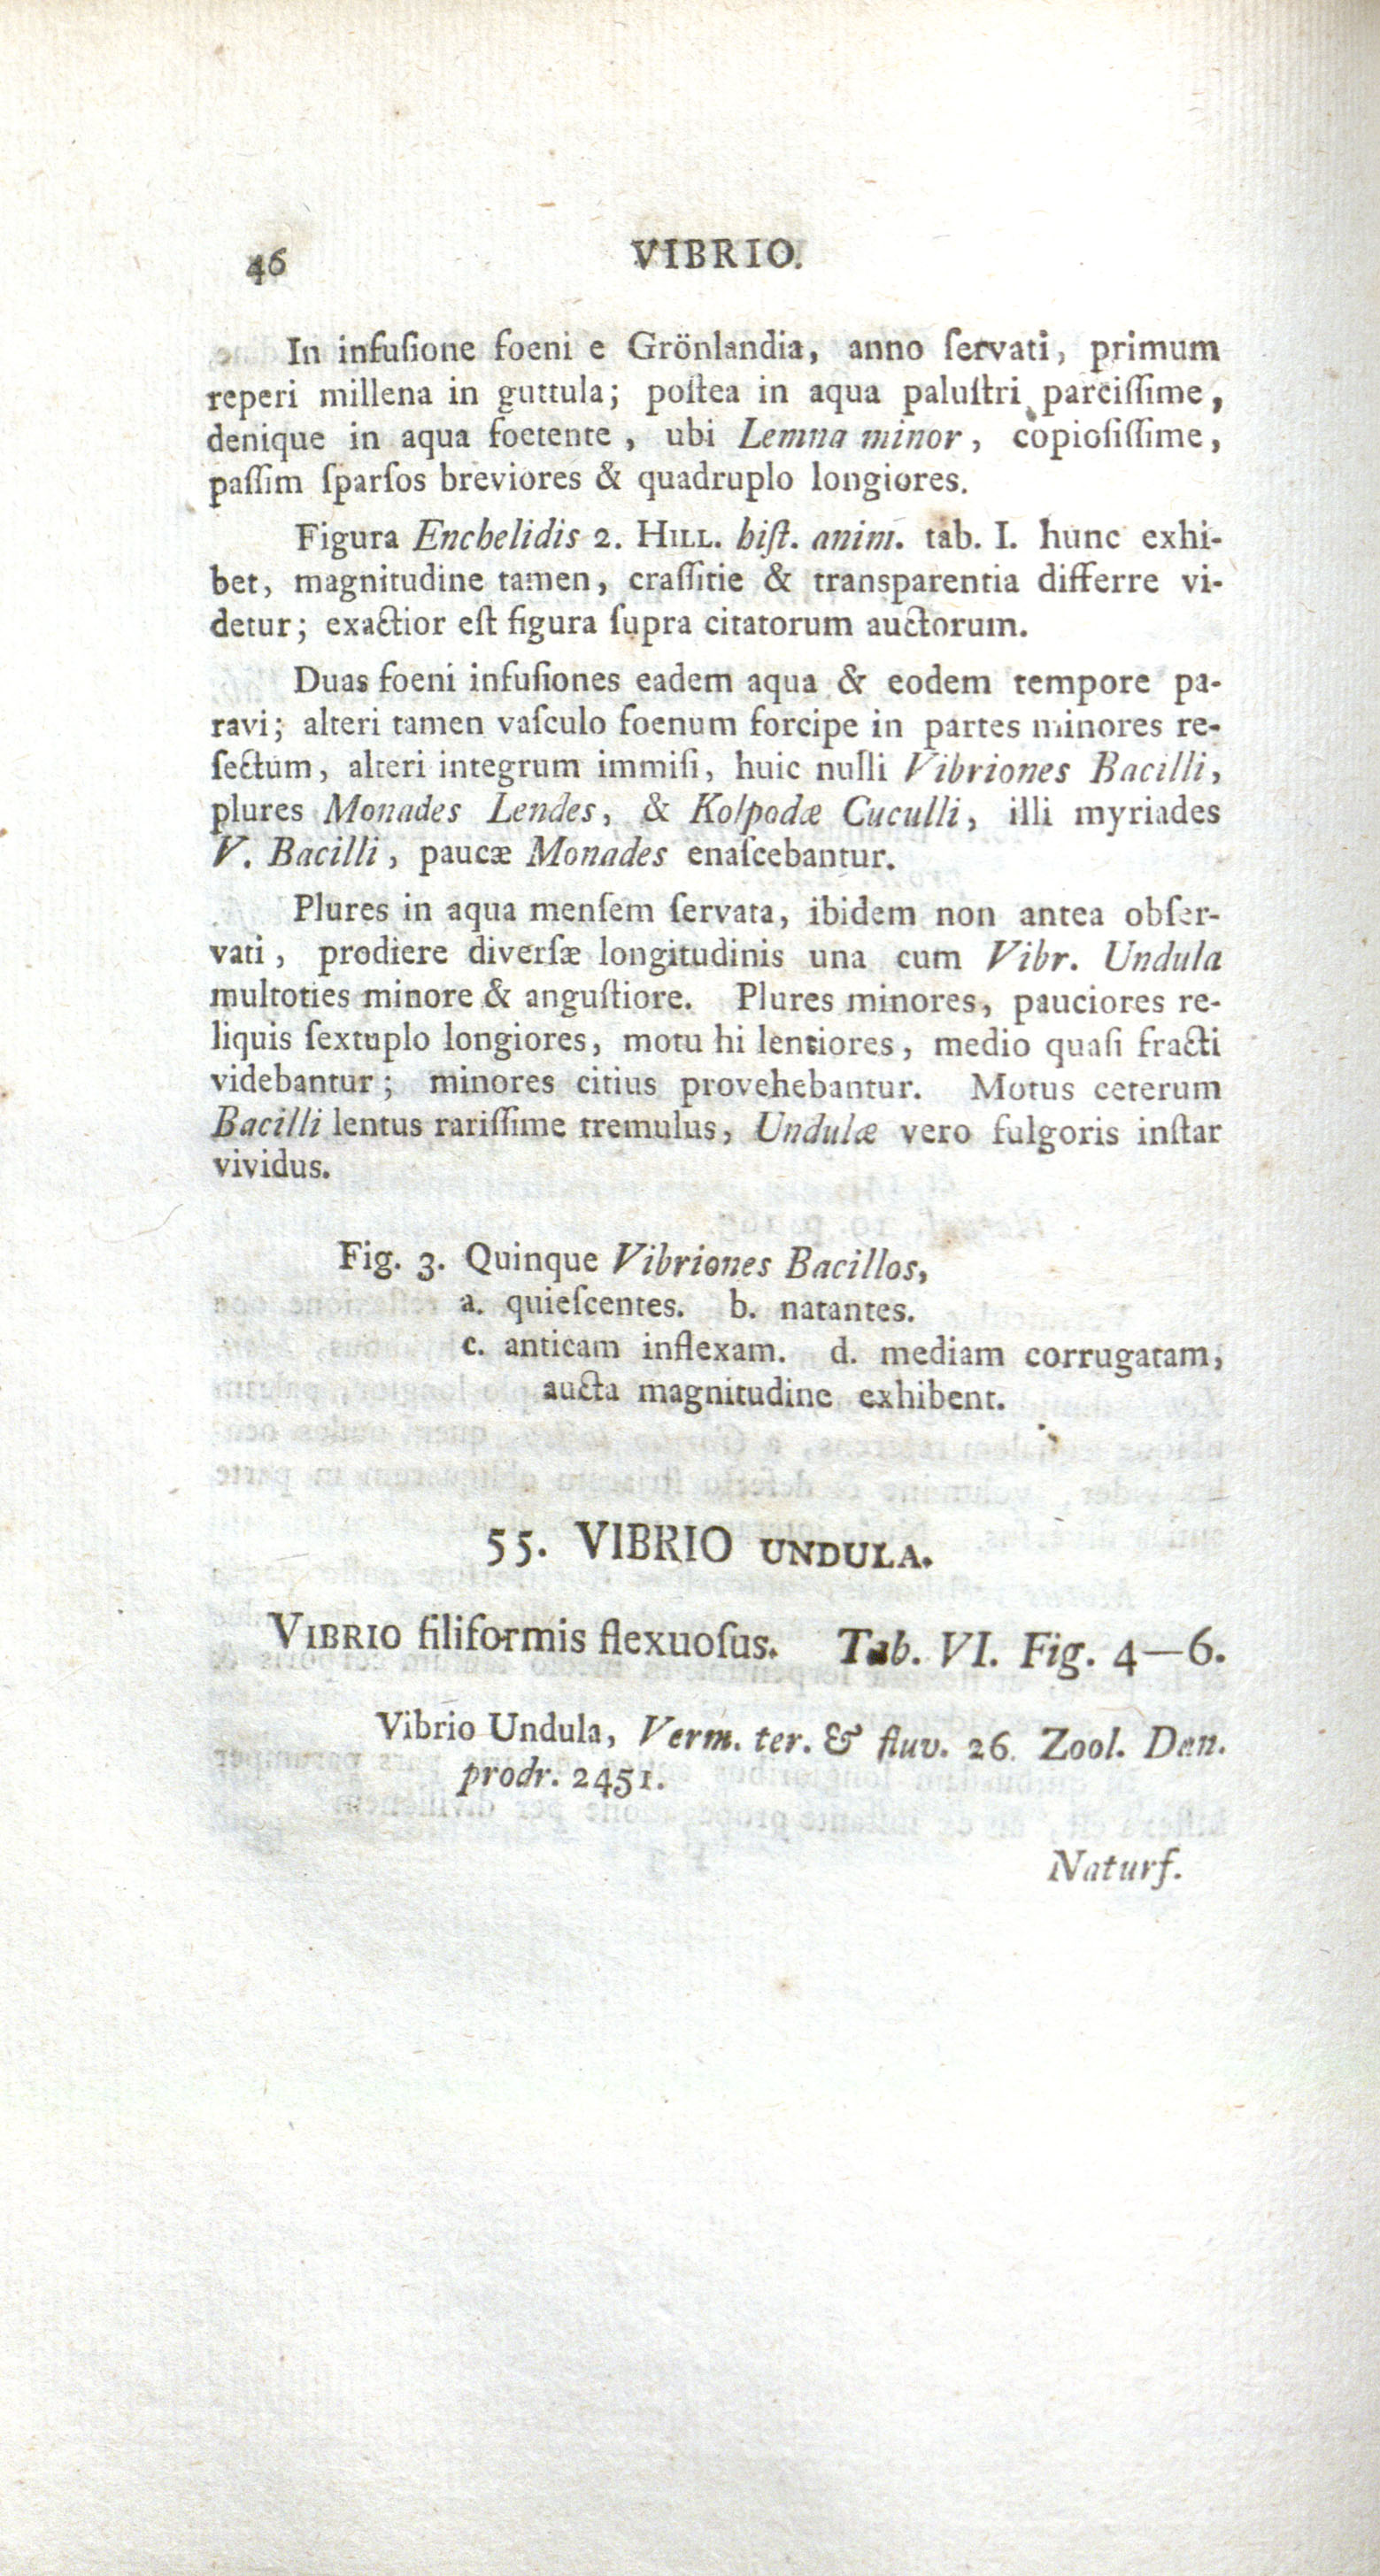 46 VIBRIO.
In infuſione foeni e Grönlandia, anno ſervati, primum
reperi millena in guttula; poſtea in aqua paluſtri parciſſime,
denique in aqua foetente, ubi Lemna minor, copioſiſſime,
paſſim ſparſos breviores & quadruplo longiores.
Figura Enchelidis 2. HILL. hiſt. anim. tab. I. hunc exhi-
bet, magnitudine tamen, craſſitie & transparentia differre vi-
detur; exactior eſt figura ſupra citatorum auctorum.
Duas foeni infuſiones eadem aqua & eodem tempore pa-
ravi; alteri tamen vaſculo foenum forcipe in partes minores re-
ſectum, alteri integrum immiſi, huic nulli Vibriones Bacilli,
plures Monades Lendes, & Kolpodæ Cuculli, illi myriades
V. Bacilli, paucæ Monades enaſcebantur.
Plures in aqua menſem ſervata, ibidem non antea obſer-
vati, prodiere diverſæ longitudinis una cum Vibr. Undula
multoties minore & anguſtiore. Plures minores, pauciores re-
liquis ſextuplo longiores, motu hi lentiores, medio quaſi fracti
videbantur; minores citius provehebantur. Motus ceterum
Bacilli lentus rariſſime tremulus, Undulæ vero fulgoris inſtar
vividus.
Fig. 3. Quinque Vibriones Bacillos,
a. quieſcentes. b. natantes.
c. anticam inflexam. d. mediam corrugatam,
aucta magnitudine exhibent.
55. VIBRIO UNDULA.
VIBRIO filiformis flexuoſus. Tab. VI. Fig. 4—6.
Vibrio Undula, Verm. ter. & fluv. 26. Zool. Dan.
prodr. 2451.
Naturf.